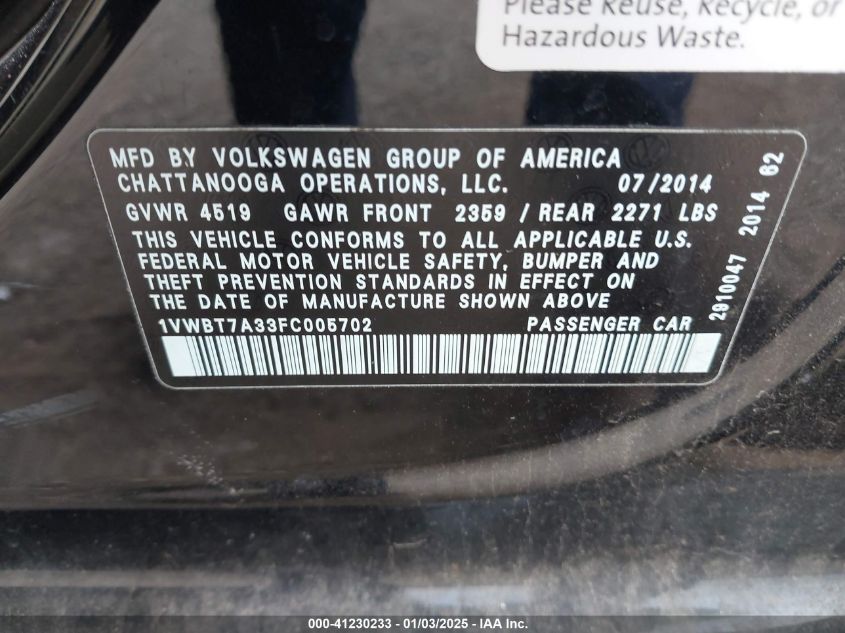 Please Reuse, Recycle, or
Hazardous Waste.
MFD BY VOLKSWAGEN GROUP OF AMERICA
CHATTANOOGA OPERATIONS, LLC. 07/2014
GVWR 4519 GAWR FRONT 2359 / REAR 2271 LBS
THIS VEHICLE CONFORMS TO ALL APPLICABLE U.S.
FEDERAL MOTOR VEHICLE SAFETY, BUMPER AND
THEFT PREVENTION STANDARDS IN EFFECT ON
THE DATE OF MANUFACTURE SHOWN ABOVE
1VWBT7A33FC005702 PASSENGER CAR
2910047 2014 62
000-41230233 - 01/03/2025 - IAA Inc.